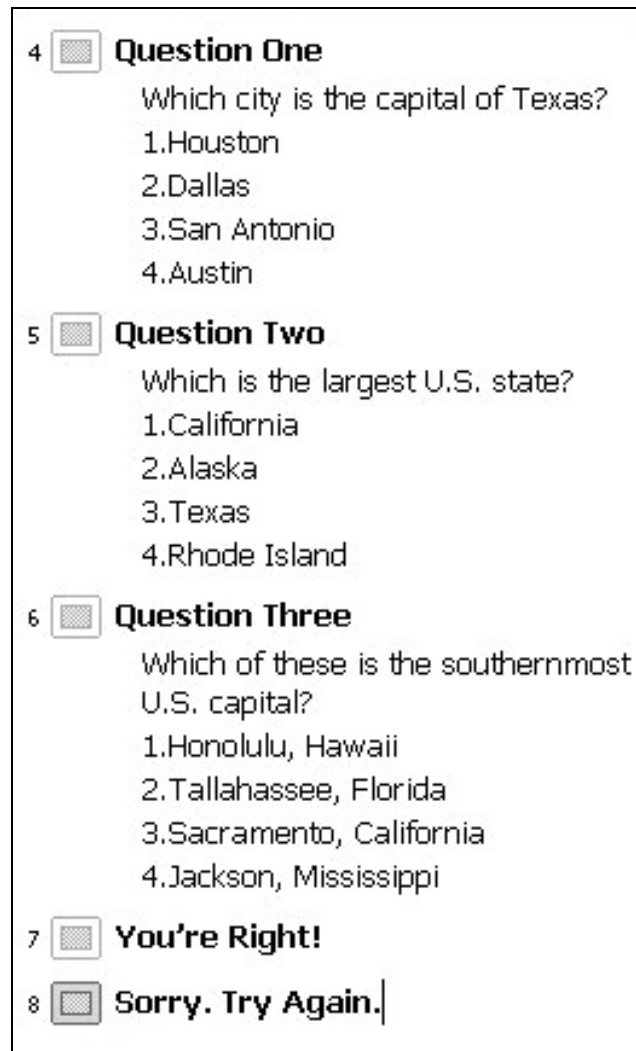 4 Question One
Which city is the capital of Texas?
1.Houston
2.Dallas
3.San Antonio
4.Austin
5 Question Two
Which is the largest U.S. state?
1.California
2.Alaska
3.Texas
4.Rhode Island
6 Question Three
Which of these is the southernmost
U.S. capital?
1.Honolulu, Hawaii
2.Tallahassee, Florida
3.Sacramento, California
4.Jackson, Mississippi
7 You're Right!
8 Sorry. Try Again.